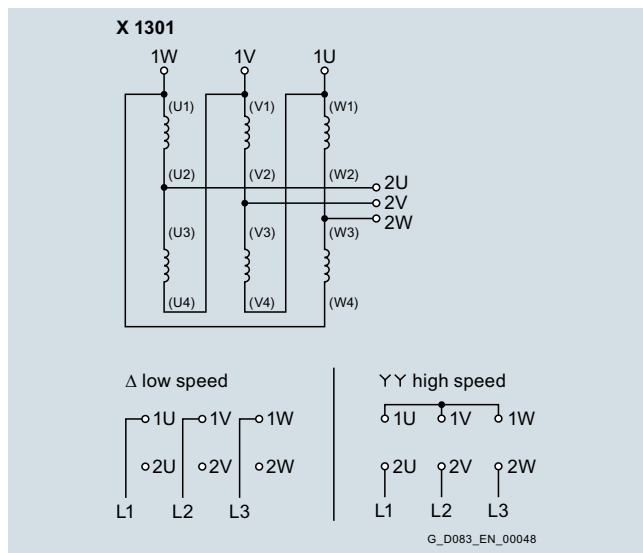 X 1301
1W 1V 1U
(U1) (V1) (W1)
(U2) (V2) (W2)
2U
2V
2W
(U3) (V3) (W3)
(U4) (V4) (W4)
Δ low speed
1U 1V 1W
2U 2V 2W
L1 L2 L3
YY high speed
1U 1V 1W
2U 2V 2W
L1 L2 L3
G_D083_EN_00048